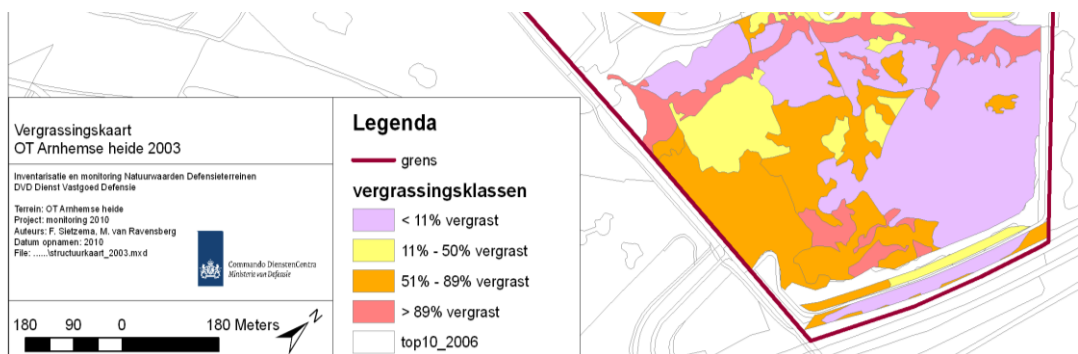 Vergrassingskaart
OT Arnhemse heide 2003
Inventarisatie en monitoring Natuurwaarden Defensieterreinen
DVD Dienst Vastgoed Defensie
Terrein: OT Arnhemse heide
Project: monitoring 2010
Auteurs: F. Sietzema, M. van Ravensberg
Datum opnamen: 2010
File: ......\structuurkaart_2003.mxd
Commando DienstenCentra
Ministerie van Defensie
180 90 0 180 Meters
N
Legenda
grens
vergrassingsklassen
< 11% vergrast
11% - 50% vergrast
51% - 89% vergrast
> 89% vergrast
top10_2006